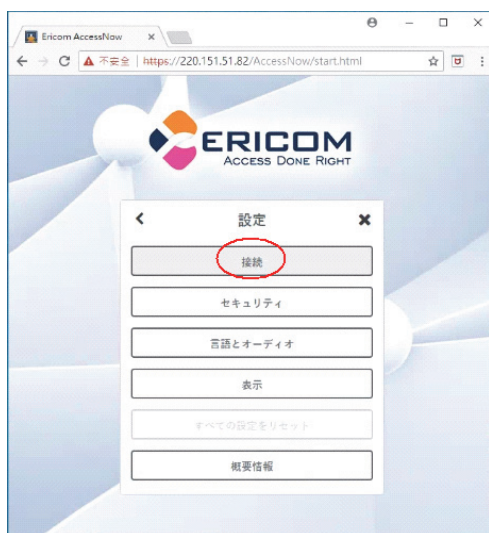 Ericom AccessNow
不安全 | https://220.151.51.82/AccessNow/start.html
ERICOM
ACCESS DONE RIGHT
設定
接続
セキュリティ
言語とオーディオ
表示
すべての設定をリセット
概要情報